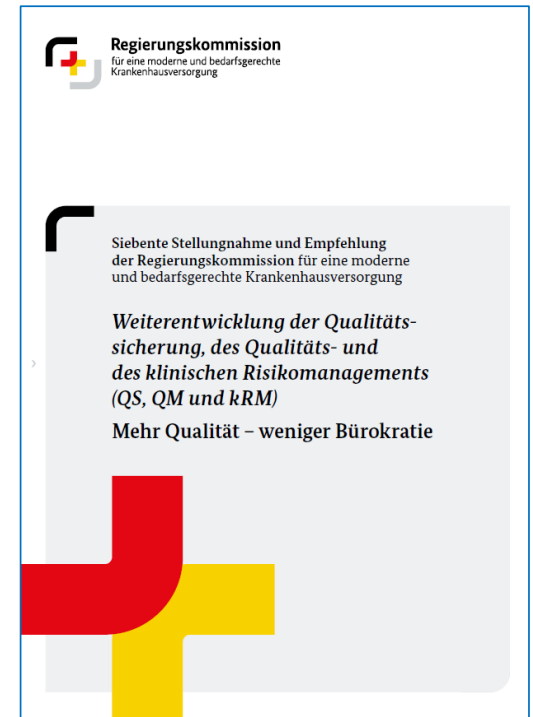 Regierungskommission
für eine moderne und bedarfsgerechte
Krankenhausversorgung
Siebente Stellungnahme und Empfehlung
der Regierungskommission für eine moderne
und bedarfsgerechte Krankenhausversorgung
Weiterentwicklung der Qualitäts-
sicherung, des Qualitäts- und
des klinischen Risikomanagements
(QS, QM und kRM)
Mehr Qualität – weniger Bürokratie